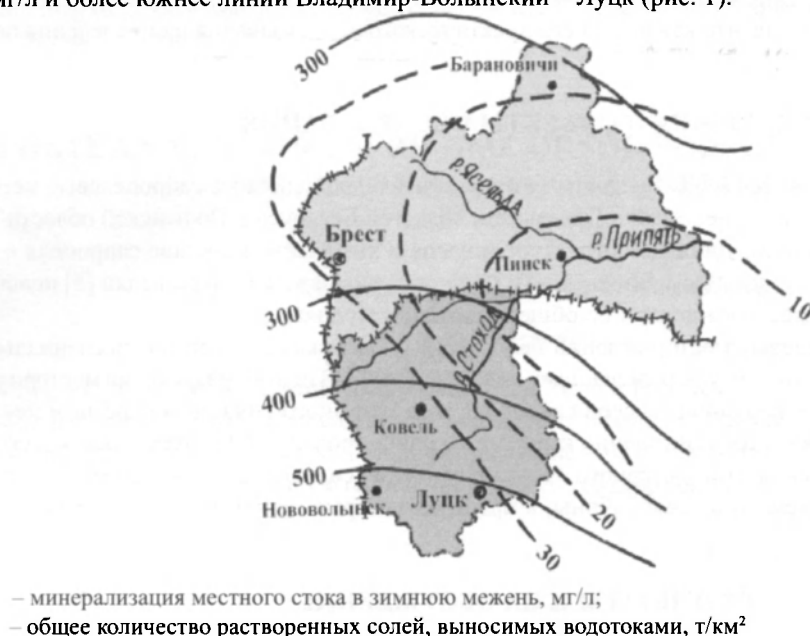 мг/л и более южнее линии Владимир-Волынский – Луцк (рис. 1).
300
Барановичи
р.Ясельда
Брест
р.Припять
Пинск
10
300
р.Стоход
400
Ковель
500
Нововолынск
Луцк
20
30
– минерализация местного стока в зимнюю межень, мг/л;
– общее количество растворенных солей, выносимых водотоками, т/км²